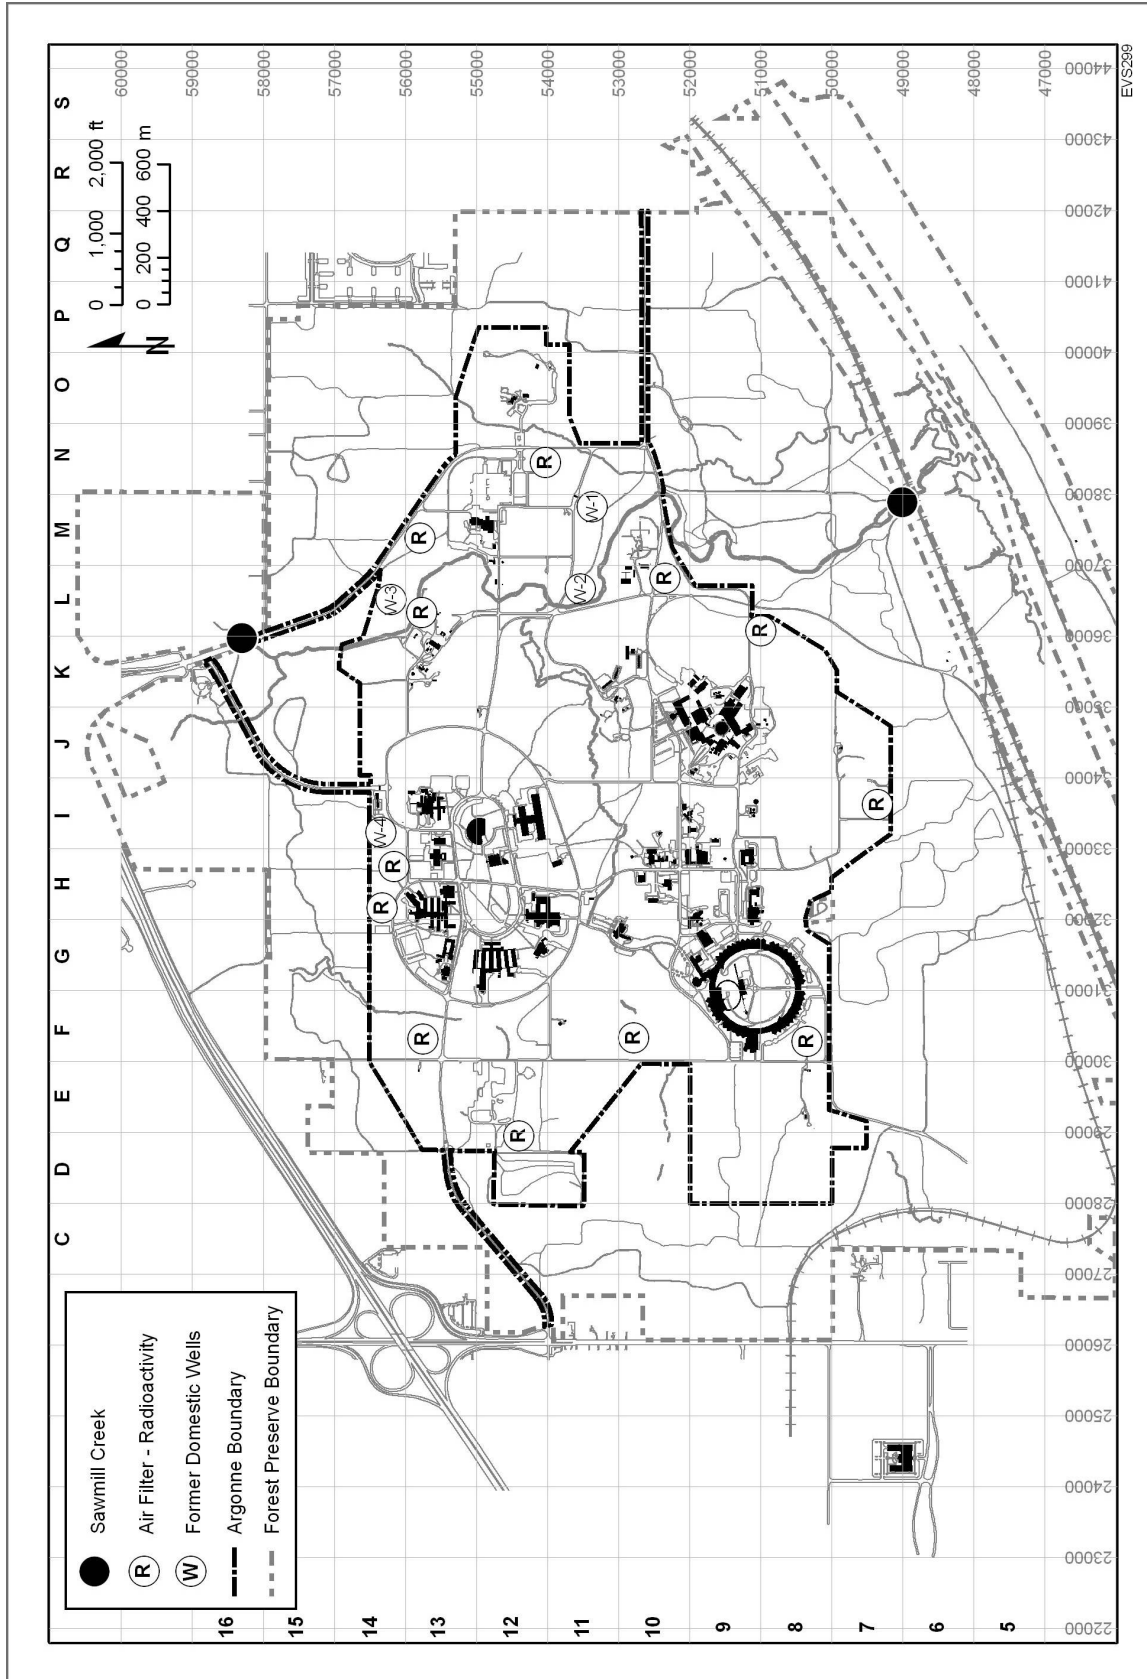 Sawmill Creek
Air Filter - Radioactivity
Former Domestic Wells
Argonne Boundary
Forest Preserve Boundary
R
W
C D E F G H I J K L M N O P Q R S
0 1,000 2,000 ft
0 200 400 600 m
N
16
15
14
13
12
11
10
9
8
7
6
5
60000
59000
58000
57000
56000
55000
54000
53000
52000
51000
50000
49000
48000
47000
22000 23000 24000 25000 26000 27000 28000 29000 30000 31000 32000 33000 34000 35000 36000 37000 38000 39000 40000 41000 42000 43000 44000
W-4
W-3
W-2
W-1
R
R
R
R
R
R
R
R
R
R
R
R
R
EVS299